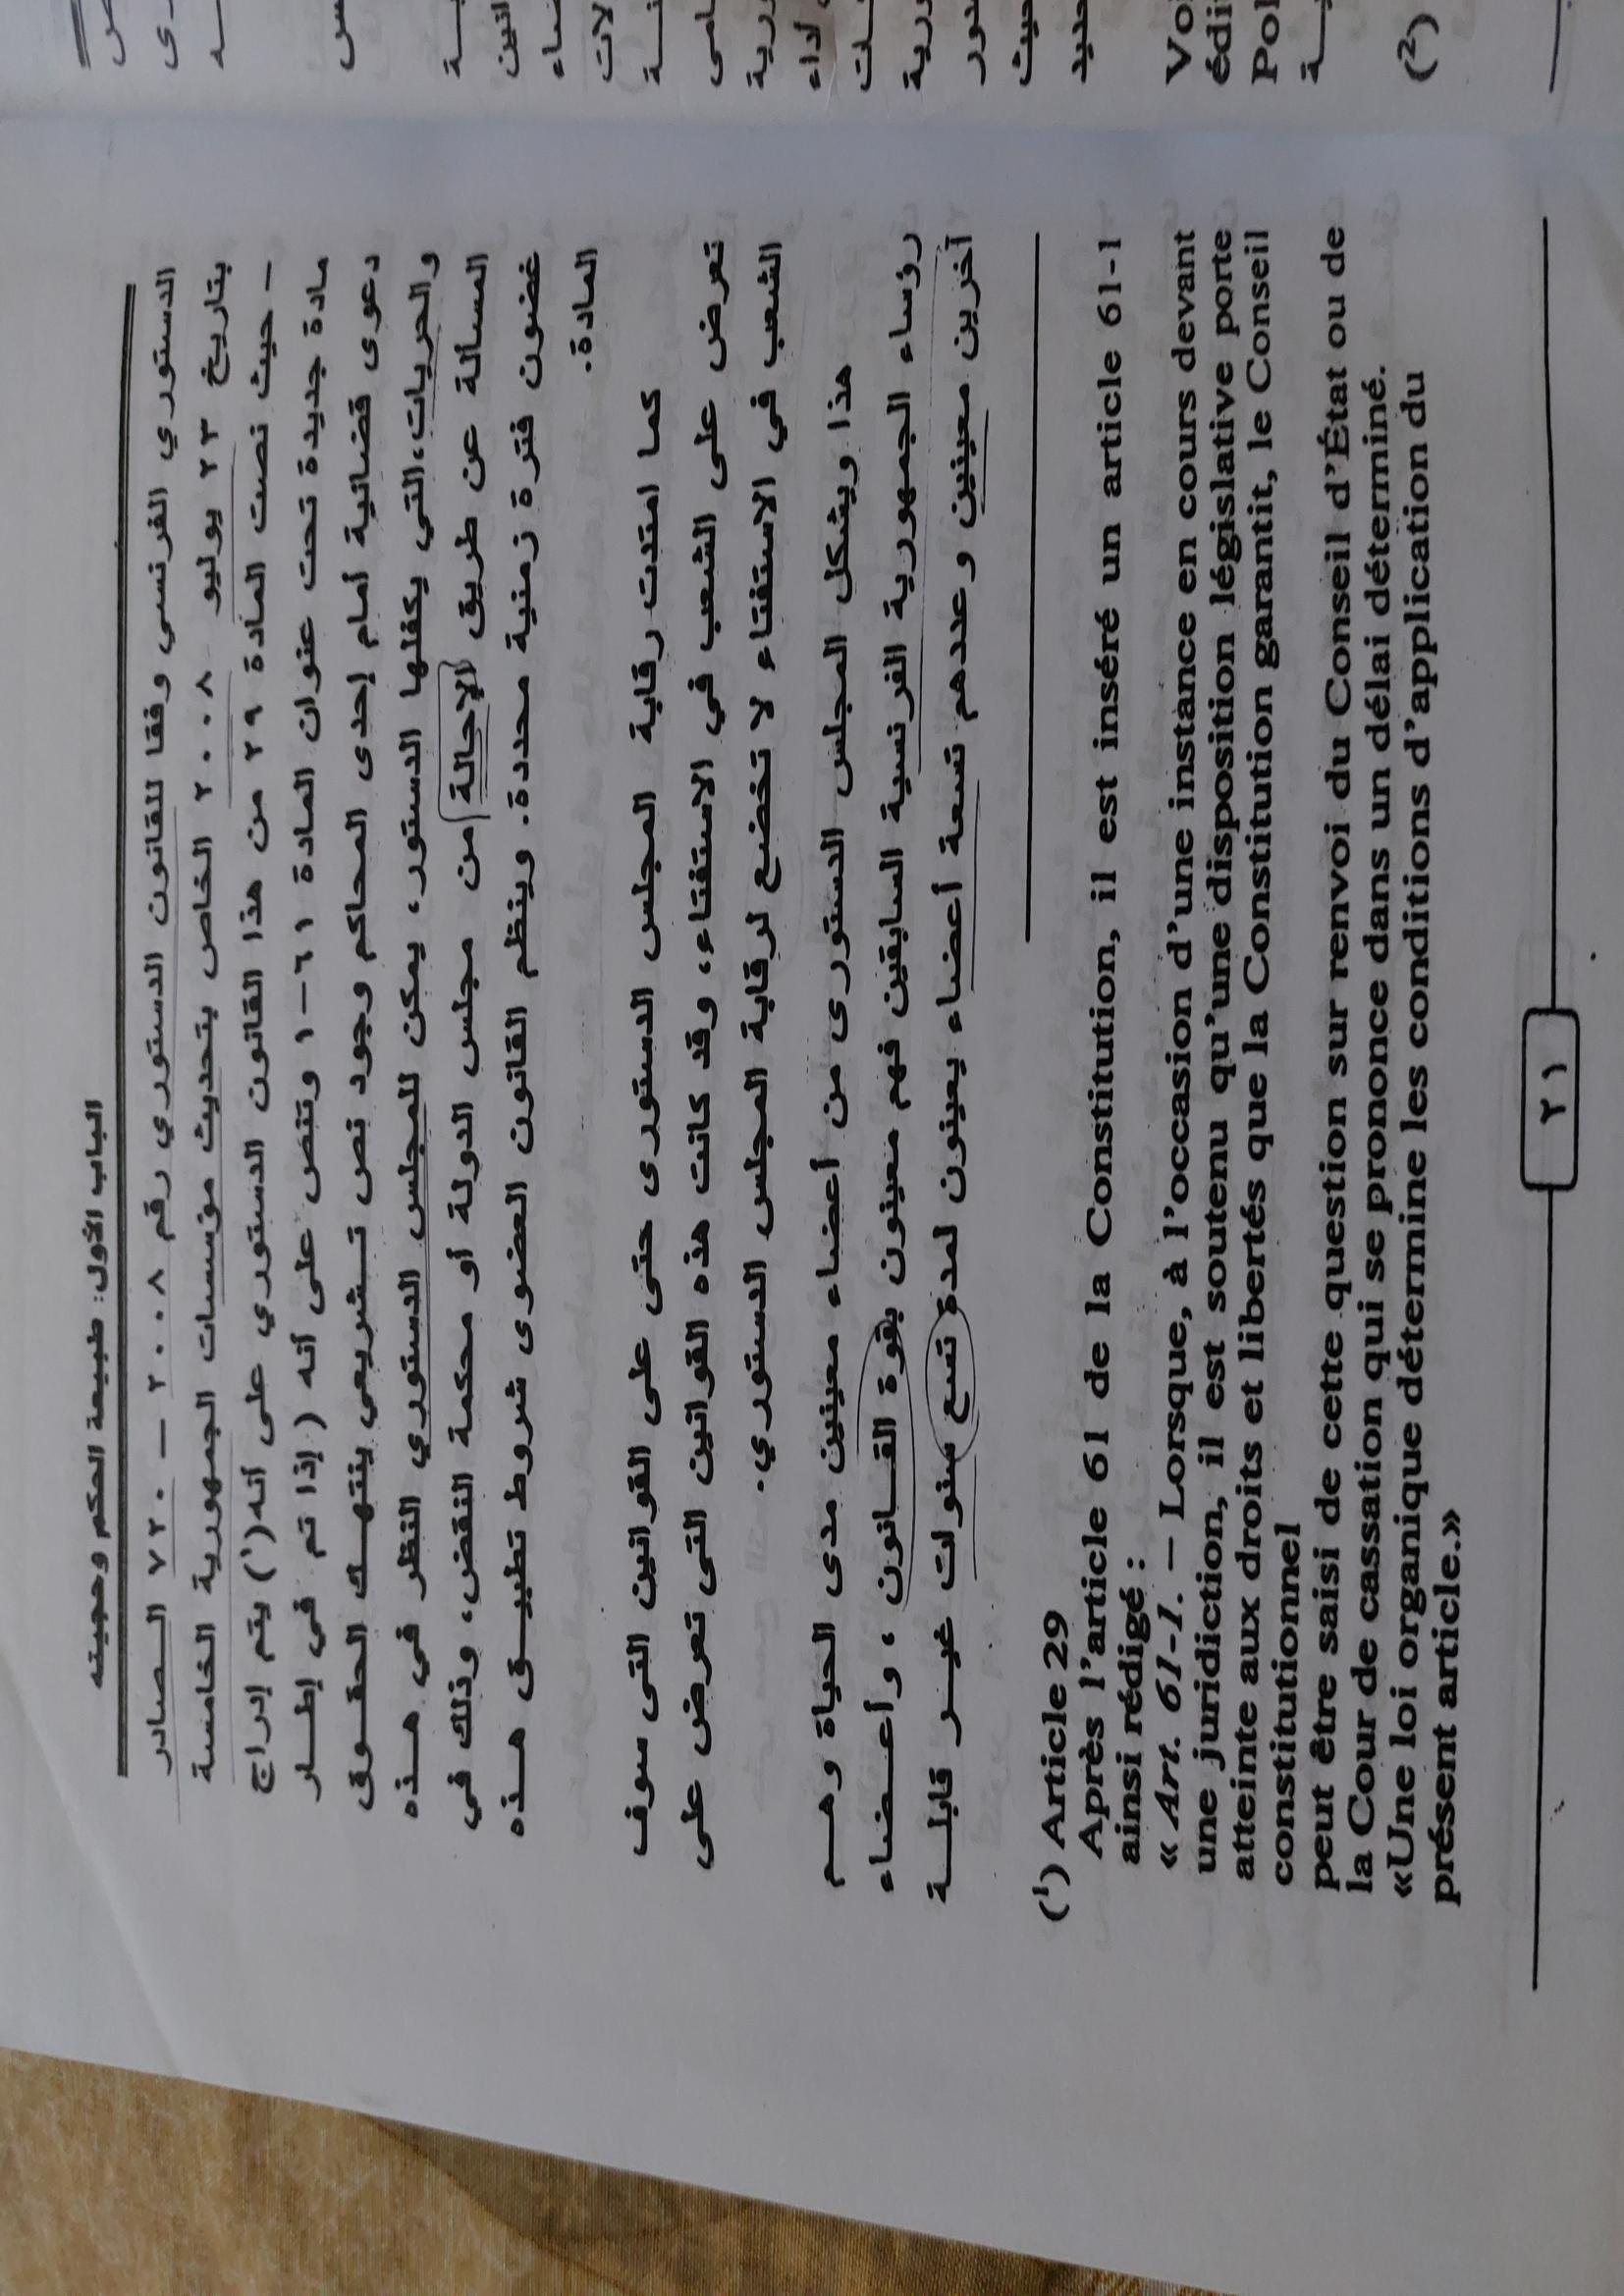 الباب الأول: طبيعة الحكم وحجيته
الدستوري الفرنسي وفقا للقانون الدستوري رقم ٢٠٠٨ – ٧٢٠ الصادر
بتاريخ ٢٣ يوليو ٢٠٠٨ الخاص بتحديث مؤسسات الجمهورية الخامسة
– حيث نصت المادة ٢٩ من هذا القانون الدستوري على أنه(١) يتم إدراج
مادة جديدة تحت عنوان المادة ٦١–١ وتنص على أنه ( إذا تم في إطار
دعوى قضائية أمام إحدى المحاكم وجود نص تشريعي ينتهك الحقوق
والحريات،التي يكفلها الدستور، يمكن للمجلس الدستوري النظر في هذه
المسألة عن طريق الإحالة من مجلس الدولة أو محكمة النقض، وذلك في
غضون فترة زمنية محددة. وينظم القانون العضوى شروط تطبيق هذه
المادة.
كما امتدت رقابة المجلس الدستورى حتى على القوانين التى سوف
تعرض على الشعب في الاستفتاء، وقد كانت هذه القوانين التى تعرض على
الشعب في الاستفتاء لا تخضع لرقابة المجلس الدستوري.
هذا ويشكل المجلس الدستورى من أعضاء معينين مدى الحياة وهم
رؤساء الجمهورية الفرنسية السابقين فهم معينون بقوة القانون ، وأعضاء
آخرين معينين وعددهم تسعة أعضاء يعينون لمدة تسع سنوات غير قابلة
(¹) Article 29
Après l'article 61 de la Constitution, il est inséré un article 61-1
ainsi rédigé :
« Art. 61-1. – Lorsque, à l'occasion d'une instance en cours devant
une juridiction, il est soutenu qu'une disposition législative porte
atteinte aux droits et libertés que la Constitution garantit, le Conseil
constitutionnel
peut être saisi de cette question sur renvoi du Conseil d'État ou de
la Cour de cassation qui se prononce dans un délai déterminé.
«Une loi organique détermine les conditions d'application du
présent article.»
٢١
Vo
édit
Pol
(²)